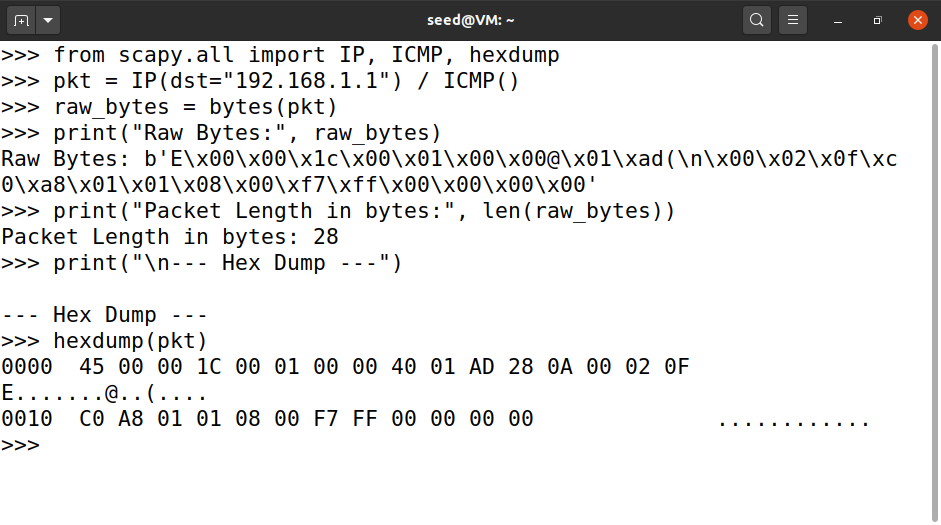 seed@VM: ~
>>> from scapy.all import IP, ICMP, hexdump
>>> pkt = IP(dst="192.168.1.1") / ICMP()
>>> raw_bytes = bytes(pkt)
>>> print("Raw Bytes:", raw_bytes)
Raw Bytes: b'E\x00\x00\x1c\x00\x01\x00\x00@\x01\xad(\n\x00\x02\x0f\xc
0\xa8\x01\x01\x08\x00\xf7\xff\x00\x00\x00\x00'
>>> print("Packet Length in bytes:", len(raw_bytes))
Packet Length in bytes: 28
>>> print("\n--- Hex Dump ---")

--- Hex Dump ---
>>> hexdump(pkt)
0000  45 00 00 1C 00 01 00 00 40 01 AD 28 0A 00 02 0F
E.......@..(....
0010  C0 A8 01 01 08 00 F7 FF 00 00 00 00              ............
>>>